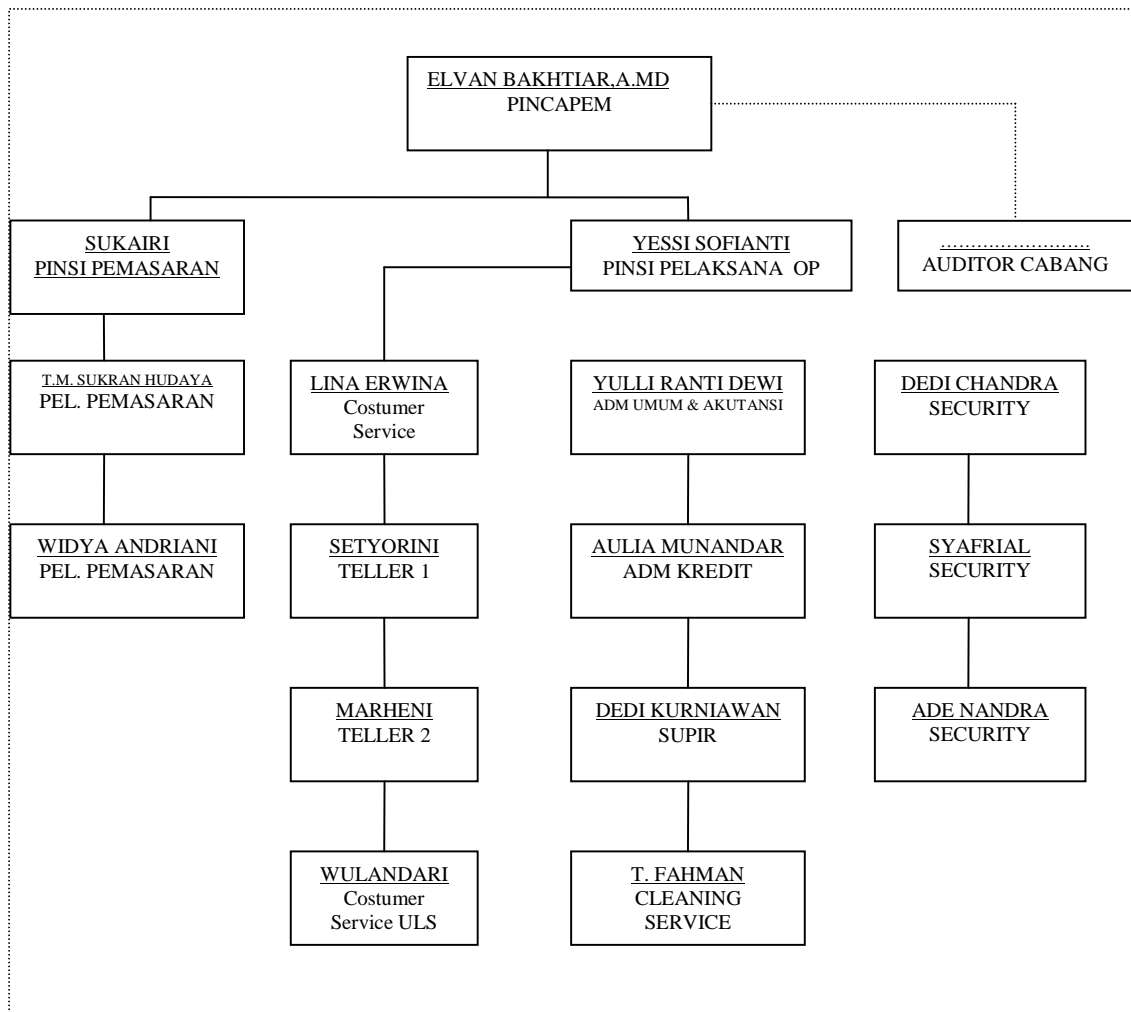 ELVAN BAKHTIAR,A.MD
PINCAPEM
SUKAIRI
PINSI PEMASARAN
YESSI SOFIANTI
PINSI PELAKSANA OP
……………………
AUDITOR CABANG
T.M. SUKRAN HUDAYA
PEL. PEMASARAN
LINA ERWINA
Costumer
Service
YULLI RANTI DEWI
ADM UMUM & AKUTANSI
DEDI CHANDRA
SECURITY
WIDYA ANDRIANI
PEL. PEMASARAN
SETYORINI
TELLER 1
AULIA MUNANDAR
ADM KREDIT
SYAFRIAL
SECURITY
MARHENI
TELLER 2
DEDI KURNIAWAN
SUPIR
ADE NANDRA
SECURITY
WULANDARI
Costumer
Service ULS
T. FAHMAN
CLEANING
SERVICE